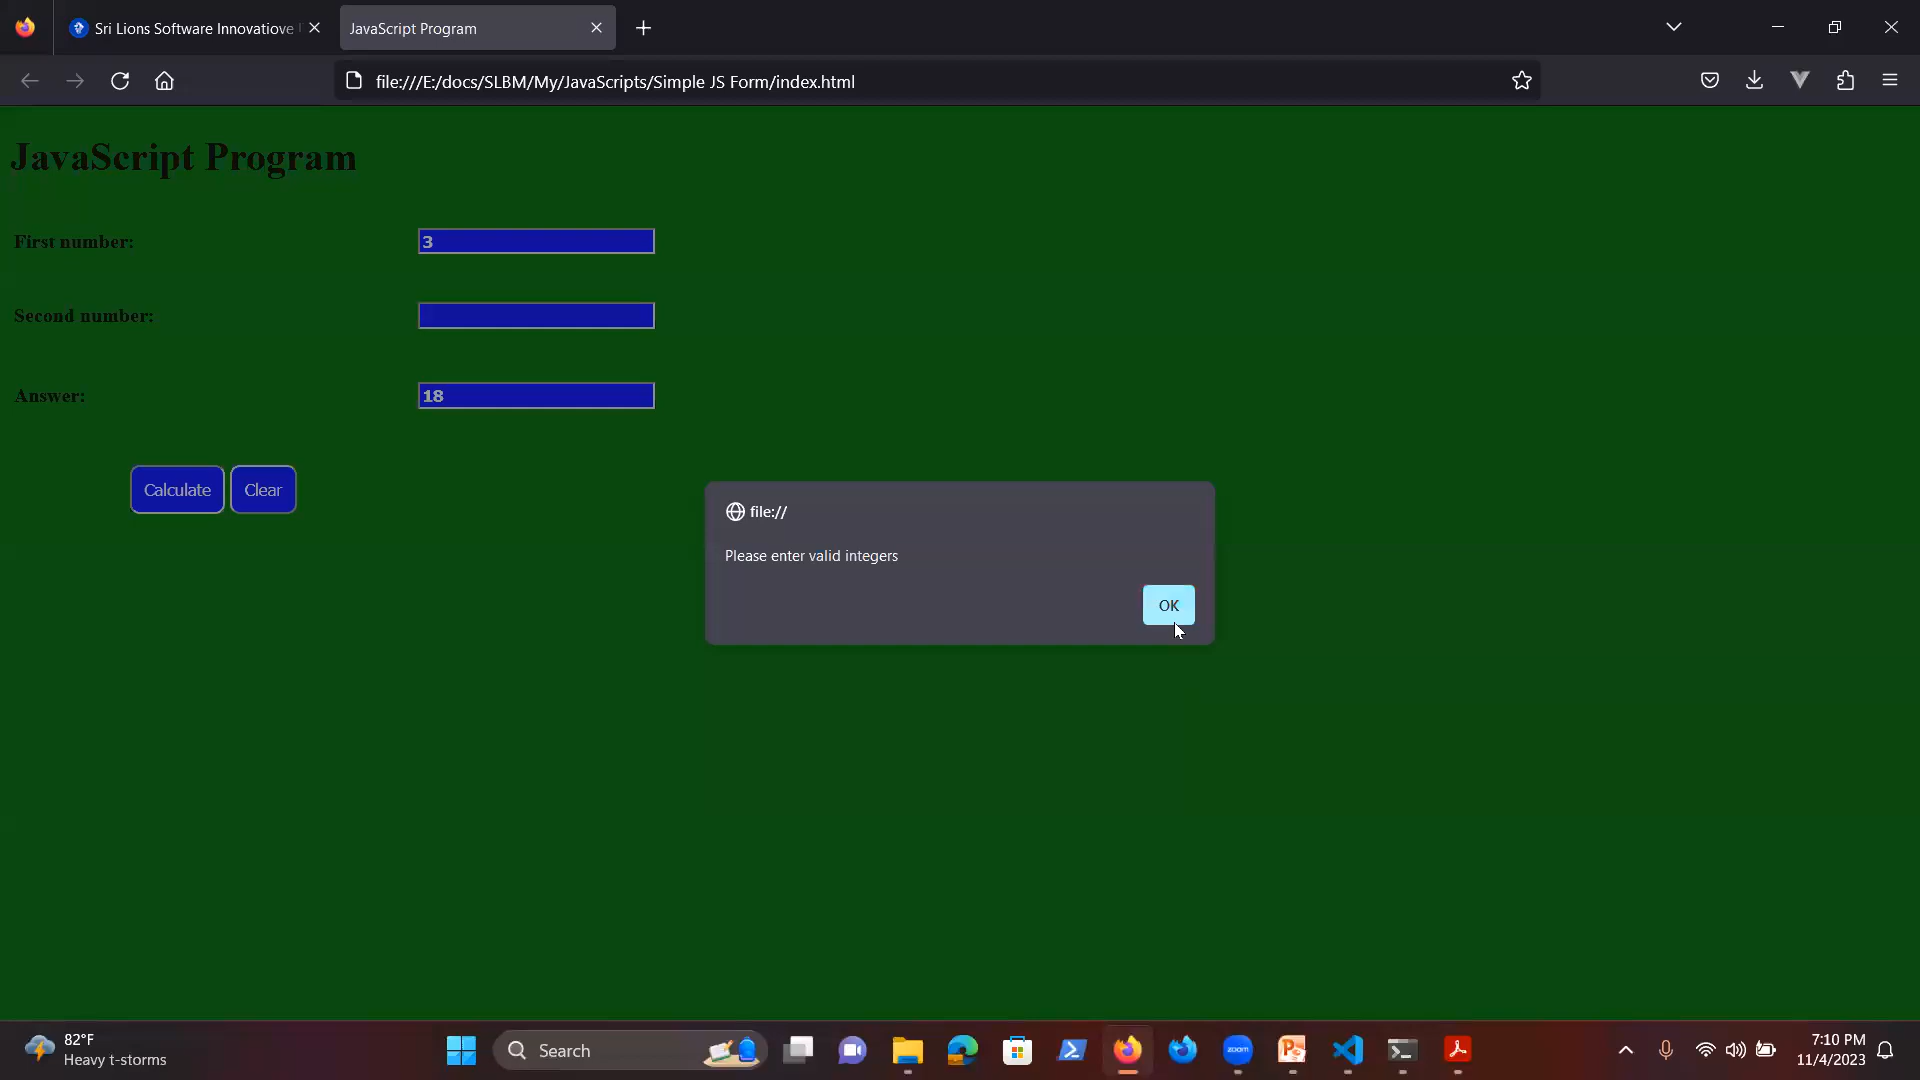 Sri Lions Software Innovatiove
JavaScript Program
file:///E:/docs/SLBM/My/JavaScripts/Simple JS Form/index.html
JavaScript Program
First number:
3
Second number:
Answer:
18
Calculate
Clear
file://
Please enter valid integers
OK
82°F
Heavy t-storms
Search
zoom
7:10 PM
11/4/2023